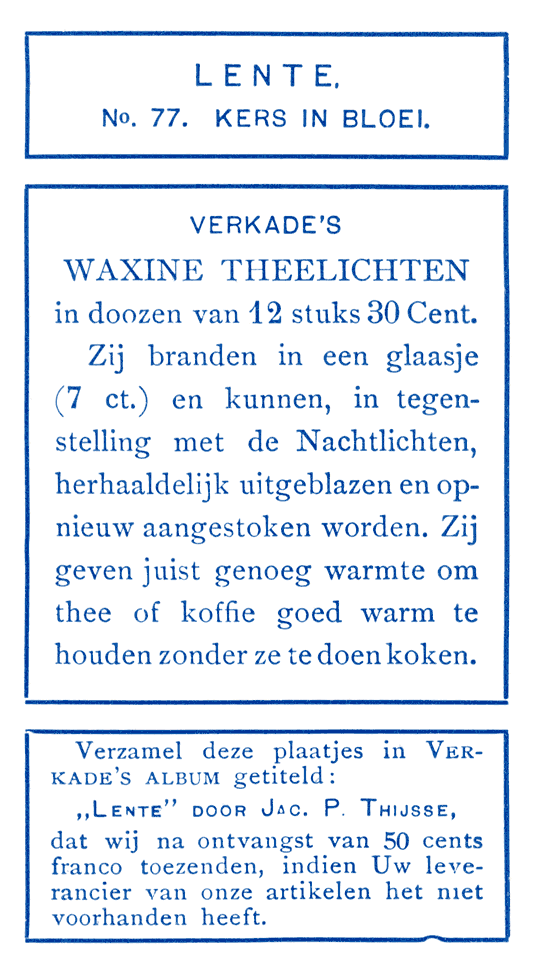 LENTE.
No. 77. KERS IN BLOEI.
VERKADE'S
WAXINE THEELICHTEN
in doozen van 12 stuks 30 Cent.
Zij branden in een glaasje
(7 ct.) en kunnen, in tegen-
stelling met de Nachtlichten,
herhaaldelijk uitgeblazen en op-
nieuw aangestoken worden. Zij
geven juist genoeg warmte om
thee of koffie goed warm te
houden zonder ze te doen koken.
Verzamel deze plaatjes in VER-
KADE'S ALBUM getiteld:
„LENTE” DOOR JAC. P. THIJSSE,
dat wij na ontvangst van 50 cents
franco toezenden, indien Uw leve-
rancier van onze artikelen het niet
voorhanden heeft.